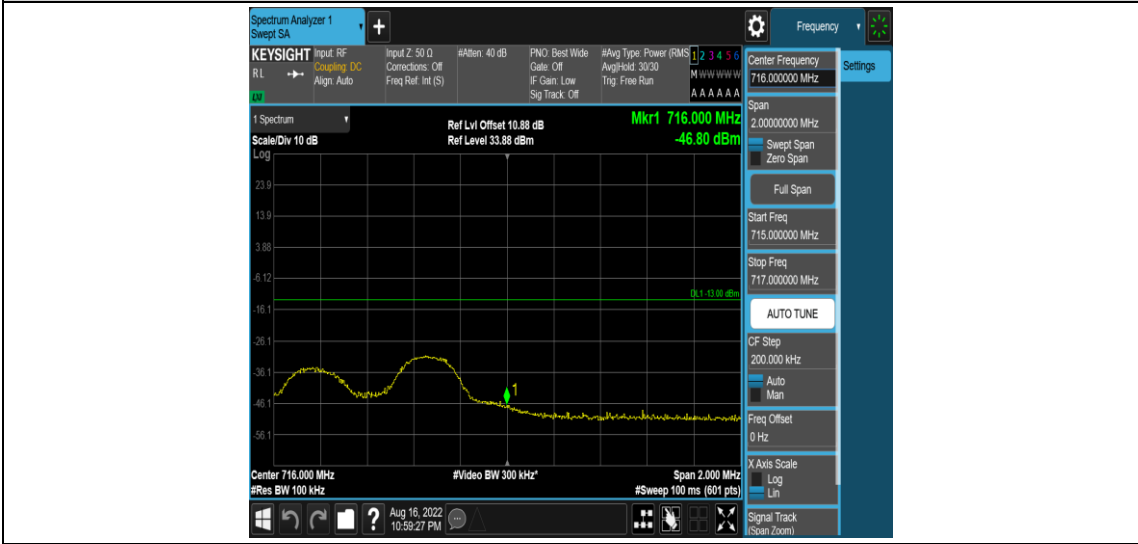 Spectrum Analyzer 1
Swept SA
+
Frequency
KEYSIGHT
Input: RF
Input Z: 50 Ω
#Atten: 40 dB
PNO: Best Wide
#Avg Type: Power (RMS
1 2 3 4 5 6
R L
Coupling: DC
Corrections: Off
Gate: Off
Avg|Hold: 30/30
M W W W W W
Align: Auto
Freq Ref: Int (S)
IF Gain: Low
Trig: Free Run
Sig Track: Off
A A A A A A
Center Frequency
716.000000 MHz
Settings
1 Spectrum
Ref Lvl Offset 10.88 dB
Mkr1 716.000 MHz
Scale/Div 10 dB
Ref Level 33.88 dBm
-46.80 dBm
Log
23.9
13.9
3.88
-6.12
DL1 -13.00 dBm
-16.1
-26.1
-36.1
-46.1
1
-56.1
Center 716.000 MHz
#Video BW 300 kHz*
Span 2.000 MHz
#Res BW 100 kHz
#Sweep 100 ms (601 pts)
Span
2.00000000 MHz
Swept Span
Zero Span
Full Span
Start Freq
715.000000 MHz
Stop Freq
717.000000 MHz
AUTO TUNE
CF Step
200.000 kHz
Auto
Man
Freq Offset
0 Hz
X Axis Scale
Log
Lin
Signal Track
(Span Zoom)
?
Aug 16, 2022
10:59:27 PM